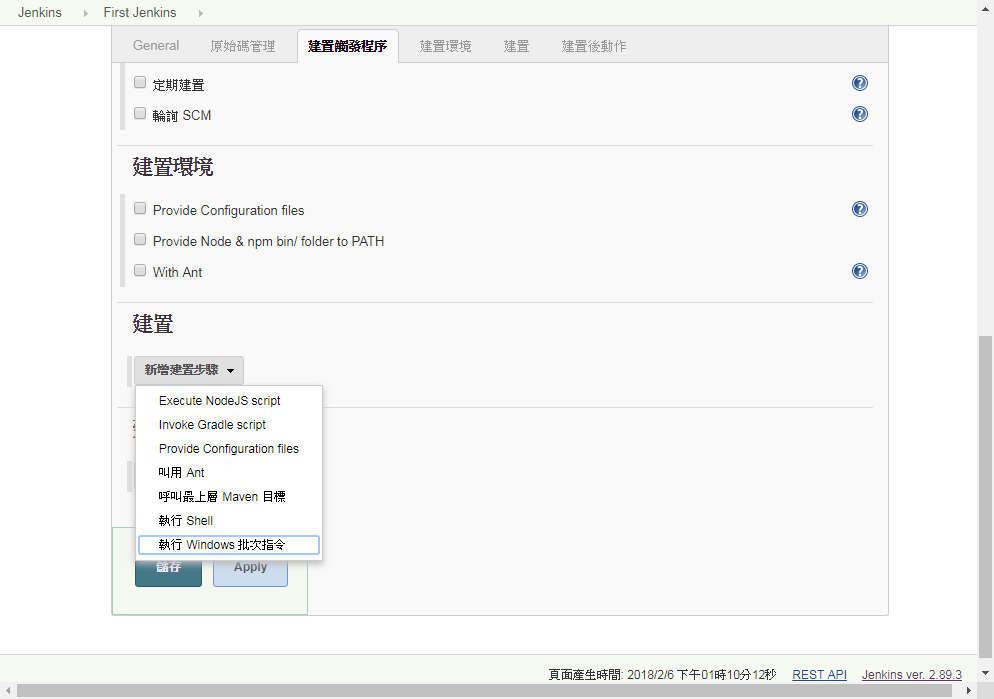 Jenkins First Jenkins
General 原始碼管理 建置觸發程序 建置環境 建置 建置後動作
定期建置
輪詢 SCM
建置環境
Provide Configuration files
Provide Node & npm bin/ folder to PATH
With Ant
建置
新增建置步驟
Execute NodeJS script
Invoke Gradle script
Provide Configuration files
叫用 Ant
呼叫最上層 Maven 目標
執行 Shell
執行 Windows 批次指令
儲存 Apply
頁面產生時間: 2018/2/6 下午01時10分12秒 REST API Jenkins ver. 2.89.3